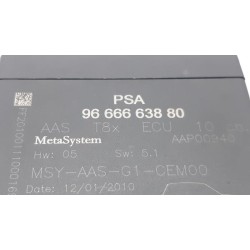 PSA
96 666 638 80
AAS T8x ECU
MetaSystem
Hw: 05 Sw: 6.1
MSY-AAS-G1-CEM00
Date: 12/01/2010